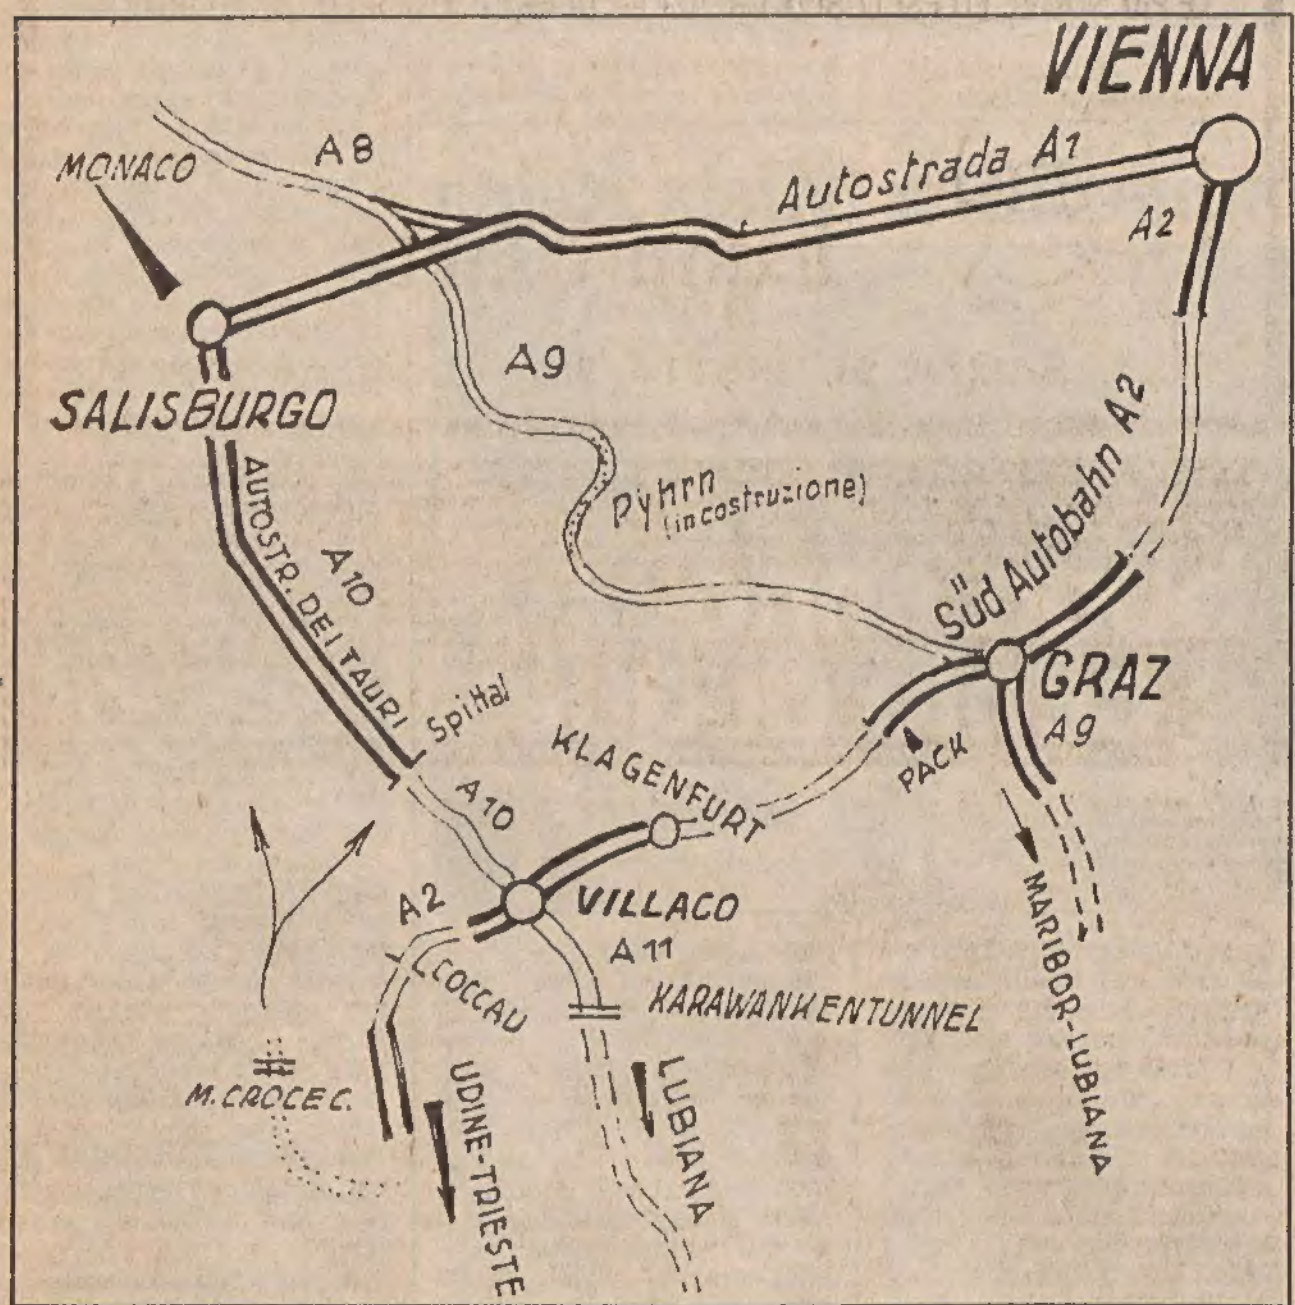 VIENNA
A8
MONACO
Autostrada A1
A2
A9
SALISBURGO
Süd Autobahn A2
Pyhrn
(in costruzione)
AUTOSTR. DEI TAURI
A10
GRAZ
Spittal
A9
KLAGENFURT
PACK
A10
A2
VILLACO
A11
MARIBOR-LUBIANA
COCCAU
KARAWANKENTUNNEL
M. CROCE C.
UDINE-TRIESTE
LUBIANA